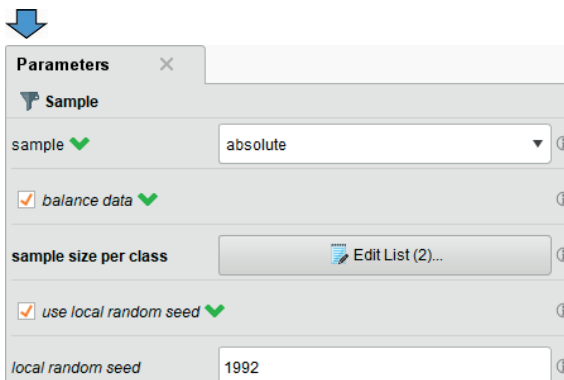 Parameters
Sample
sample absolute
balance data
sample size per class Edit List (2)...
use local random seed
local random seed 1992